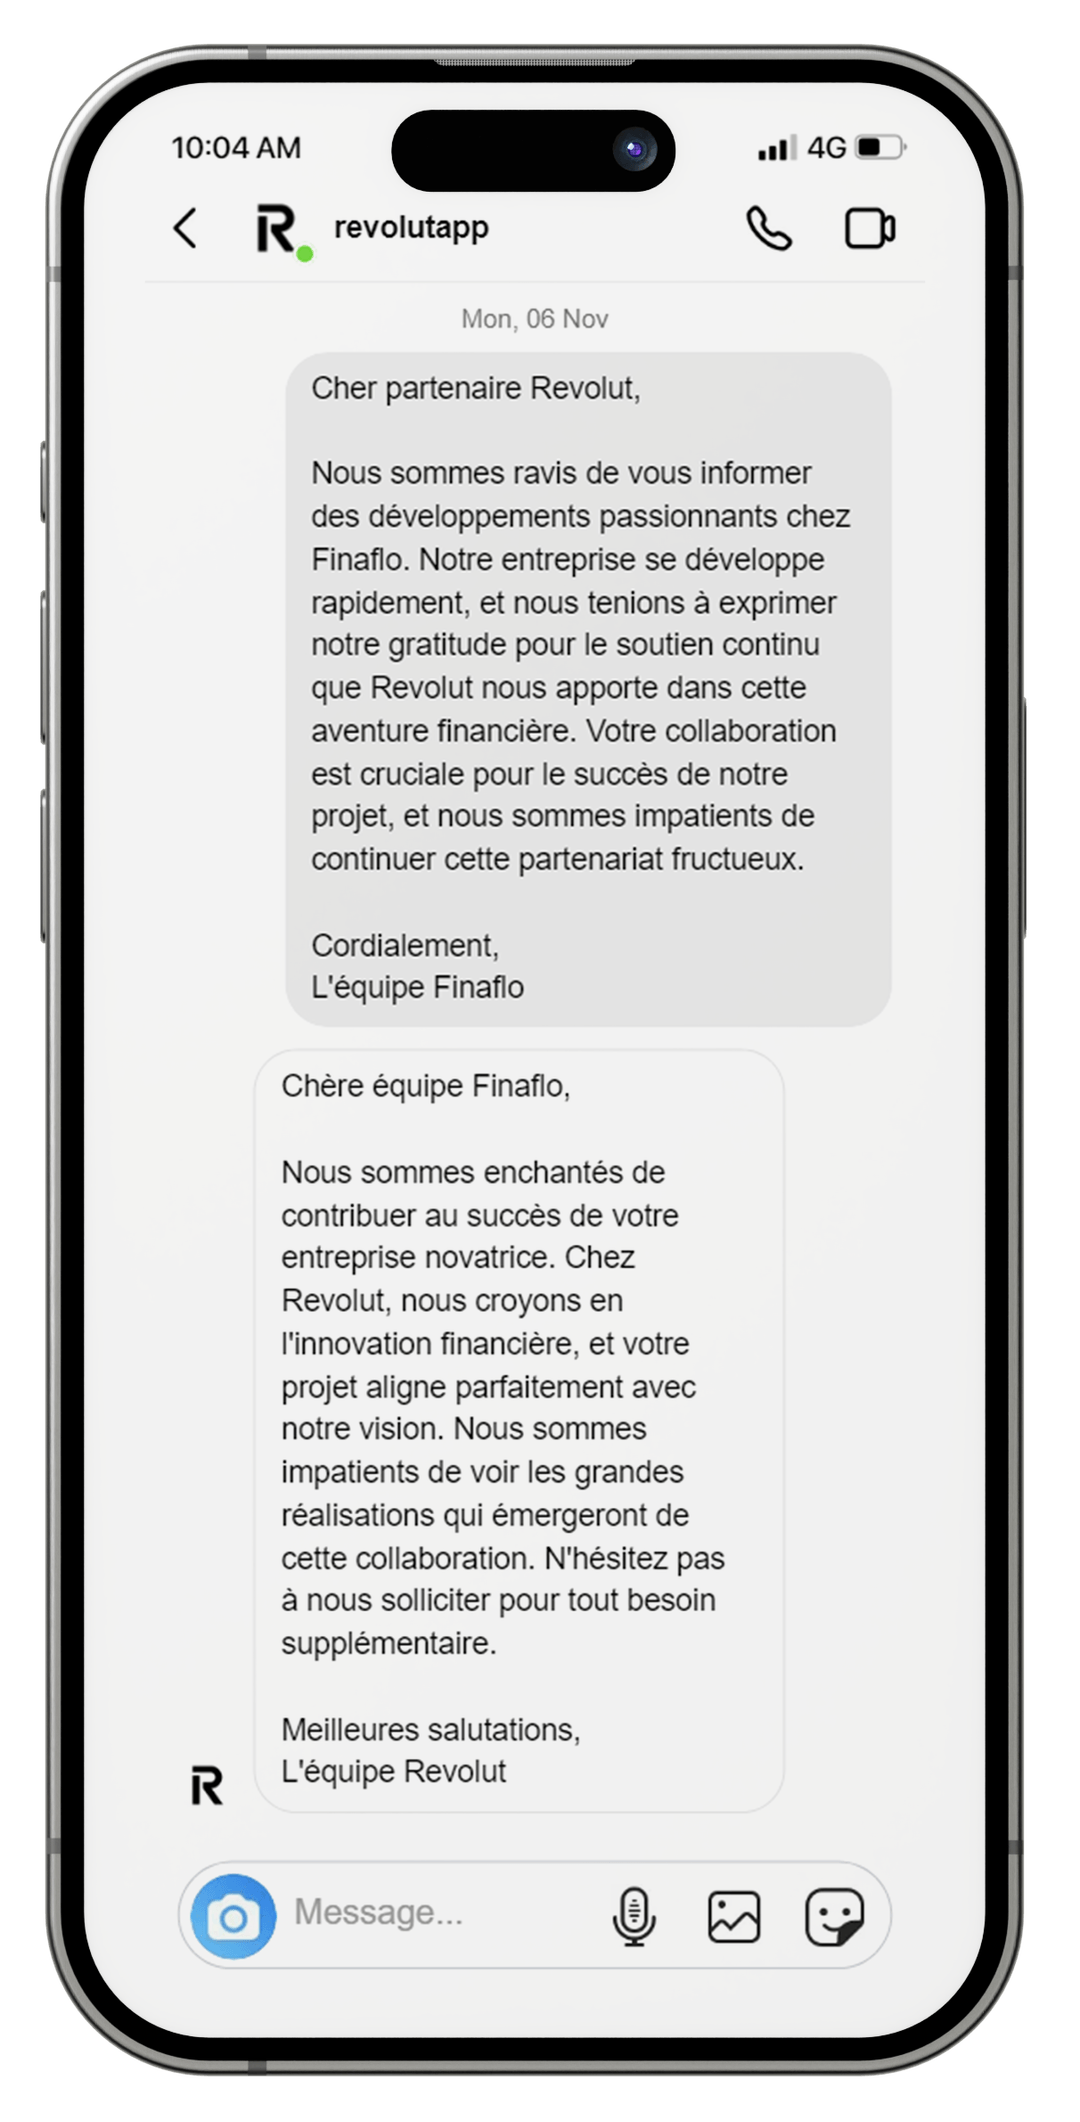 10:04 AM
4G
R
revolutapp
Mon, 06 Nov
Cher partenaire Revolut,
Nous sommes ravis de vous informer
des développements passionnants chez
Finaflo. Notre entreprise se développe
rapidement, et nous tenions à exprimer
notre gratitude pour le soutien continu
que Revolut nous apporte dans cette
aventure financière. Votre collaboration
est cruciale pour le succès de notre
projet, et nous sommes impatients de
continuer cette partenariat fructueux.
Cordialement,
L'équipe Finaflo
Chère équipe Finaflo,
Nous sommes enchantés de
contribuer au succès de votre
entreprise novatrice. Chez
Revolut, nous croyons en
l'innovation financière, et votre
projet aligne parfaitement avec
notre vision. Nous sommes
impatients de voir les grandes
réalisations qui émergeront de
cette collaboration. N'hésitez pas
à nous solliciter pour tout besoin
supplémentaire.
Meilleures salutations,
L'équipe Revolut
R
Message...